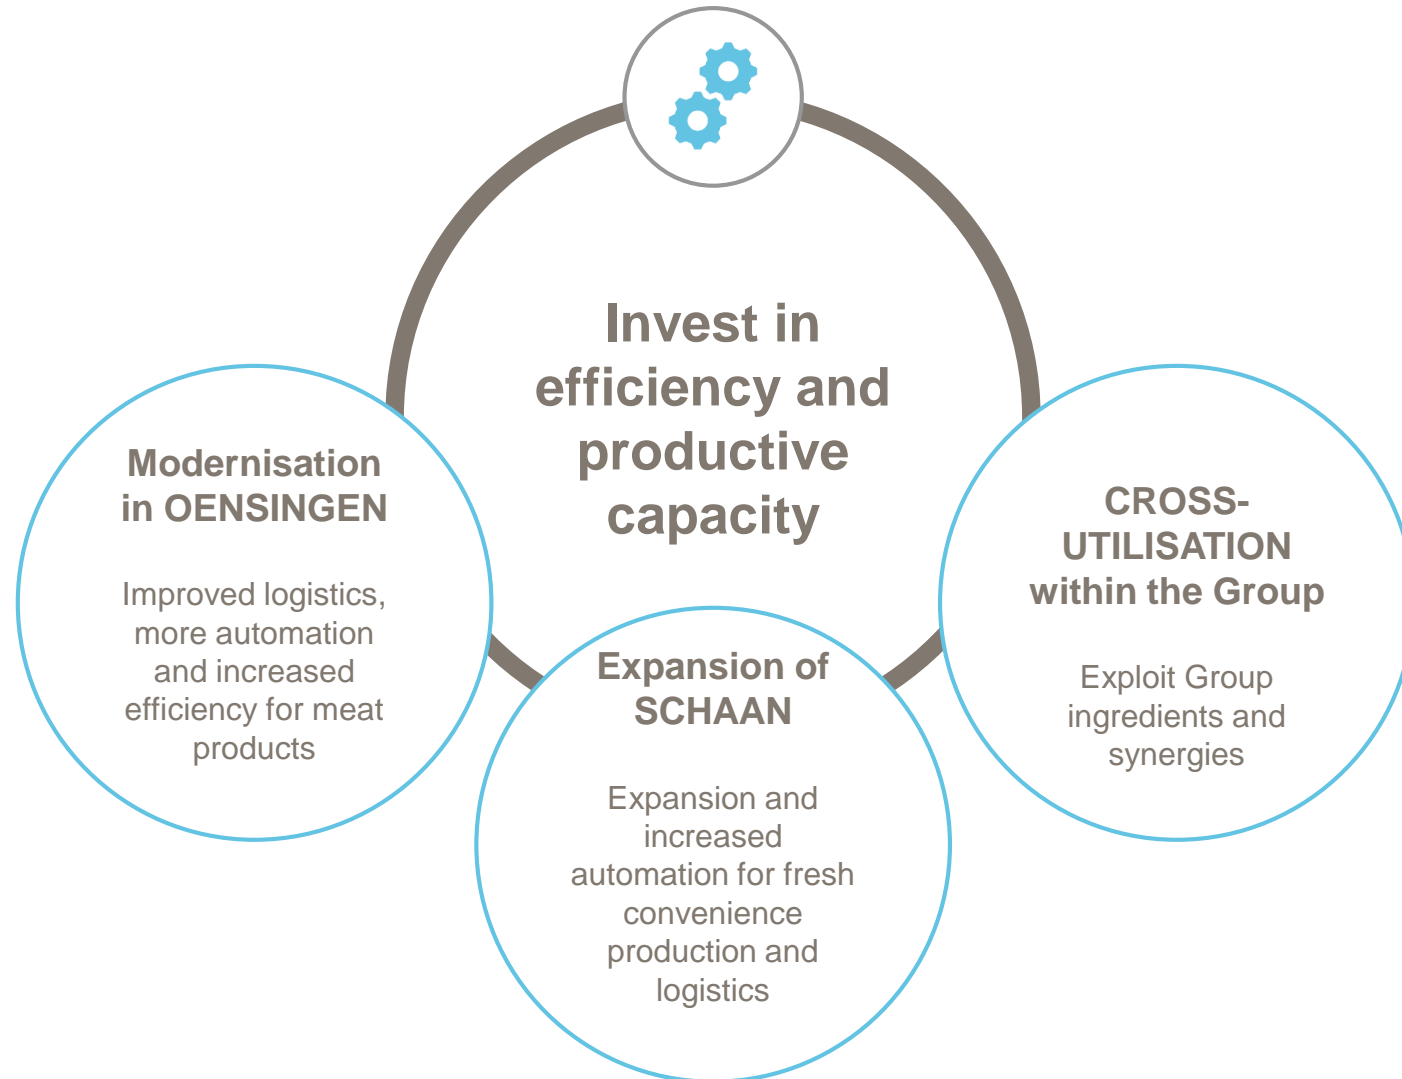 Invest in
efficiency and
productive
capacity
Modernisation
in OENSINGEN
Improved logistics,
more automation
and increased
efficiency for meat
products
Expansion of
SCHAAN
Expansion and
increased
automation for fresh
convenience
production and
logistics
CROSS-
UTILISATION
within the Group
Exploit Group
ingredients and
synergies